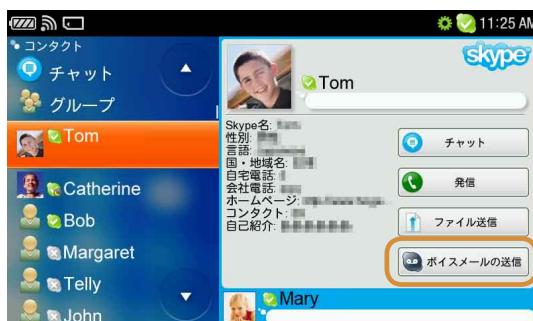 11:25 AM
コンタクト
チャット
グループ
Tom
Catherine
Bob
Margaret
Telly
John
skype
Tom
Skype名:
性別:
言語:
国・地域名:
自宅電話:
会社電話:
ホームページ:
コンタクト:
自己紹介:
チャット
発信
ファイル送信
ボイスメールの送信
Mary